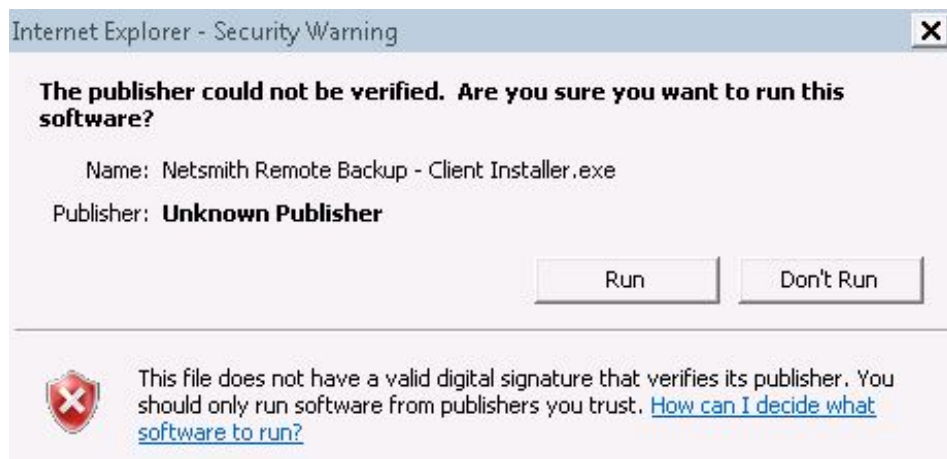 Internet Explorer - Security Warning
The publisher could not be verified. Are you sure you want to run this
software?
Name: Netsmith Remote Backup - Client Installer.exe
Publisher: Unknown Publisher
Run Don't Run
This file does not have a valid digital signature that verifies its publisher. You
should only run software from publishers you trust. How can I decide what
software to run?